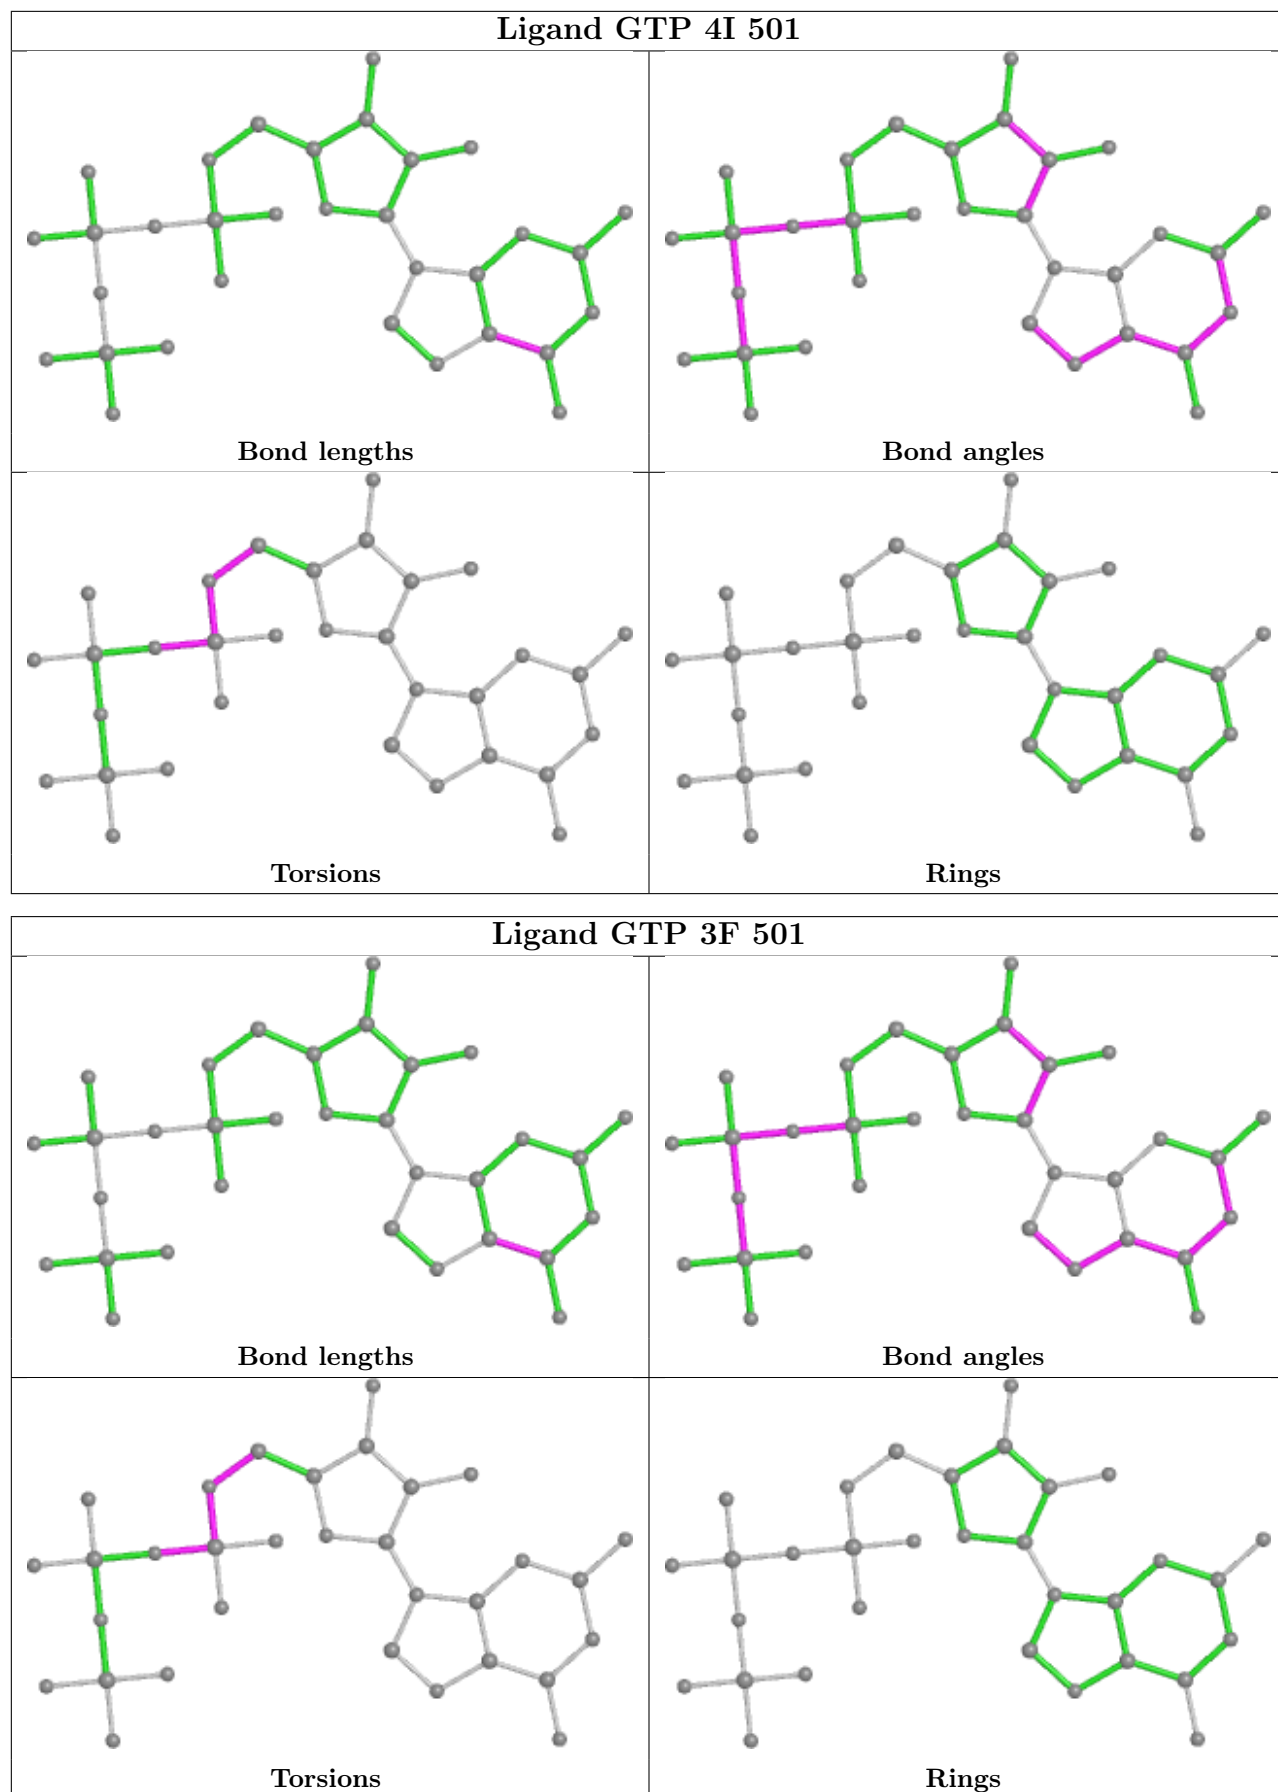 Ligand GTP 4I 501
Bond lengths
Bond angles
Torsions
Rings
Ligand GTP 3F 501
Bond lengths
Bond angles
Torsions
Rings